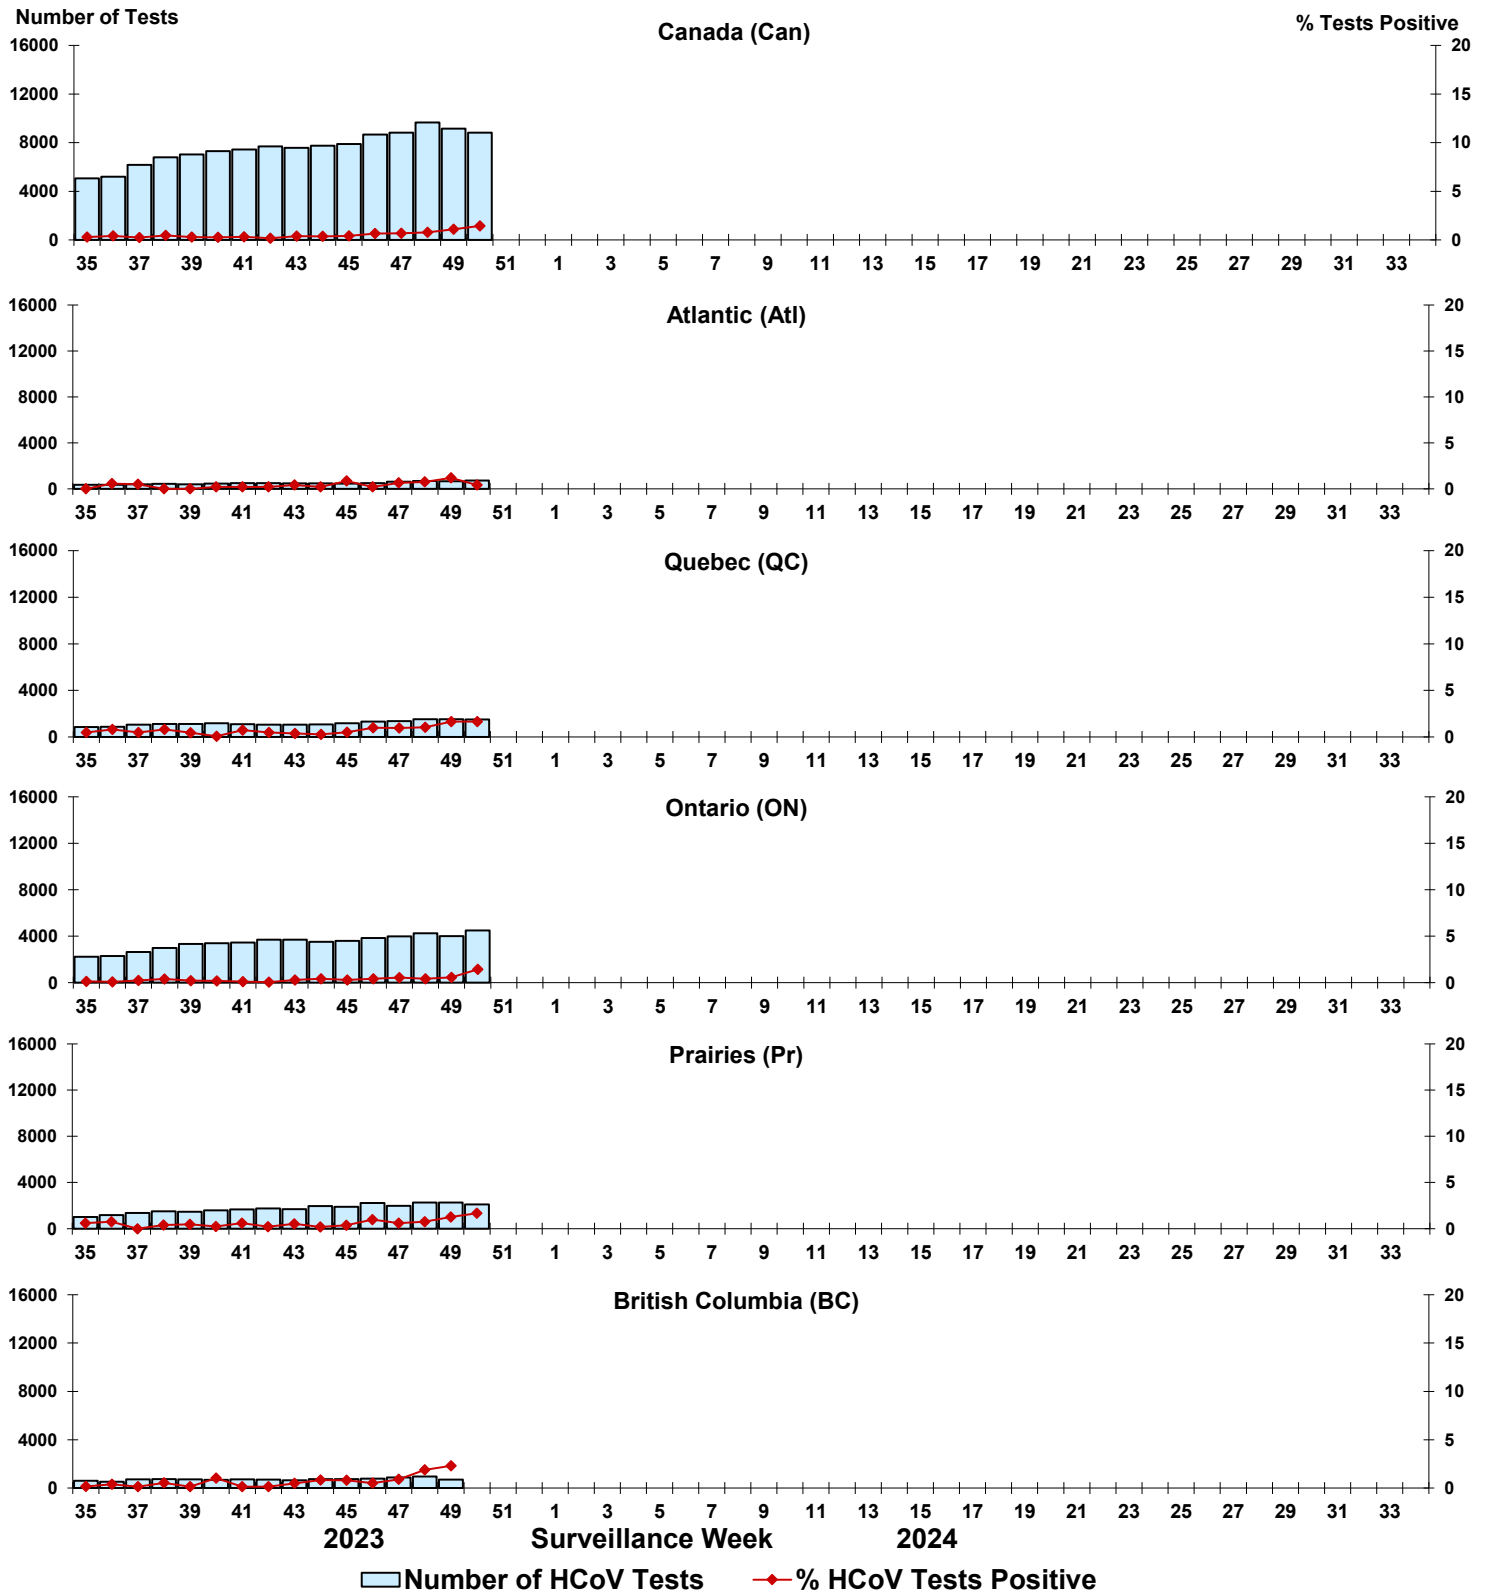 Number of Tests
Canada (Can)
% Tests Positive
16000 20
12000 15
8000 10
4000 5
0 0
35 37 39 41 43 45 47 49 51 1 3 5 7 9 11 13 15 17 19 21 23 25 27 29 31 33
Atlantic (Atl)
16000 20
12000 15
8000 10
4000 5
0 0
35 37 39 41 43 45 47 49 51 1 3 5 7 9 11 13 15 17 19 21 23 25 27 29 31 33
Quebec (QC)
16000 20
12000 15
8000 10
4000 5
0 0
35 37 39 41 43 45 47 49 51 1 3 5 7 9 11 13 15 17 19 21 23 25 27 29 31 33
Ontario (ON)
16000 20
12000 15
8000 10
4000 5
0 0
35 37 39 41 43 45 47 49 51 1 3 5 7 9 11 13 15 17 19 21 23 25 27 29 31 33
Prairies (Pr)
16000 20
12000 15
8000 10
4000 5
0 0
35 37 39 41 43 45 47 49 51 1 3 5 7 9 11 13 15 17 19 21 23 25 27 29 31 33
British Columbia (BC)
16000 20
12000 15
8000 10
4000 5
0 0
35 37 39 41 43 45 47 49 51 1 3 5 7 9 11 13 15 17 19 21 23 25 27 29 31 33
2023 Surveillance Week 2024
Number of HCoV Tests % HCoV Tests Positive